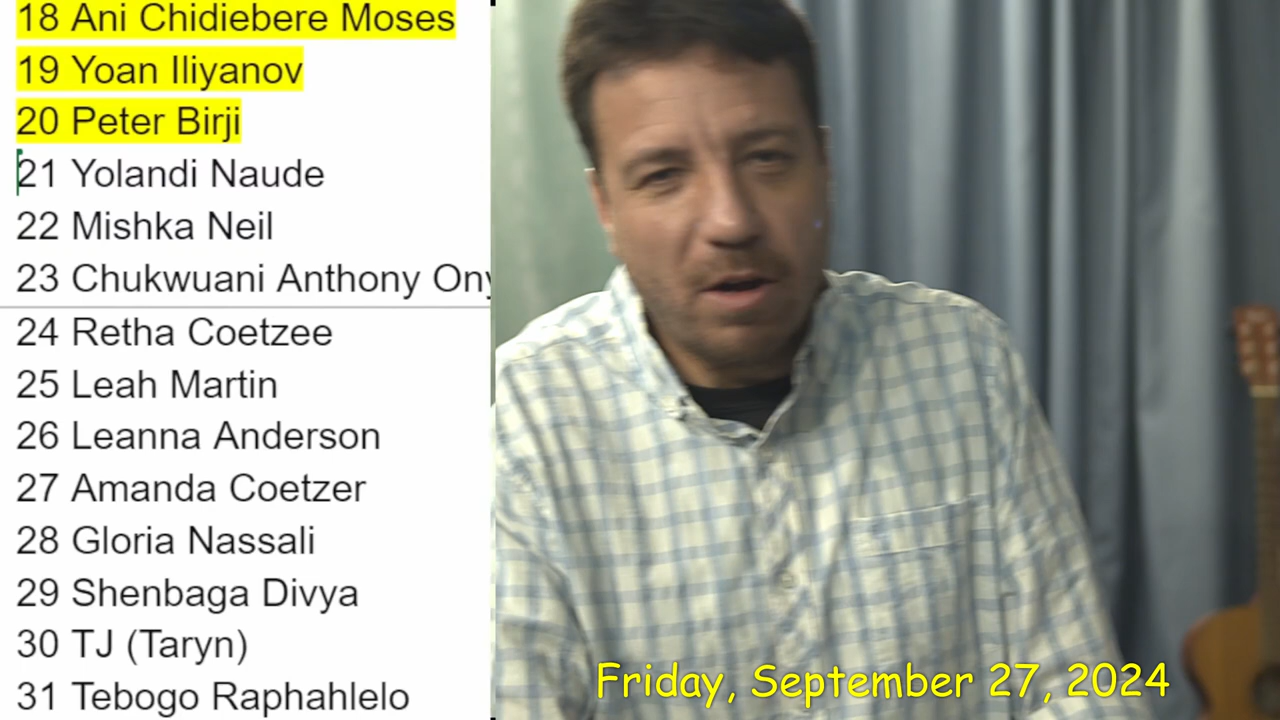 18 Ani Chidiebere Moses
19 Yoan Iliyanov
20 Peter Birji
21 Yolandi Naude
22 Mishka Neil
23 Chukwuani Anthony Ony
24 Retha Coetzee
25 Leah Martin
26 Leanna Anderson
27 Amanda Coetzer
28 Gloria Nassali
29 Shenbaga Divya
30 TJ (Taryn)
31 Tebogo Raphahlelo
Friday, September 27, 2024